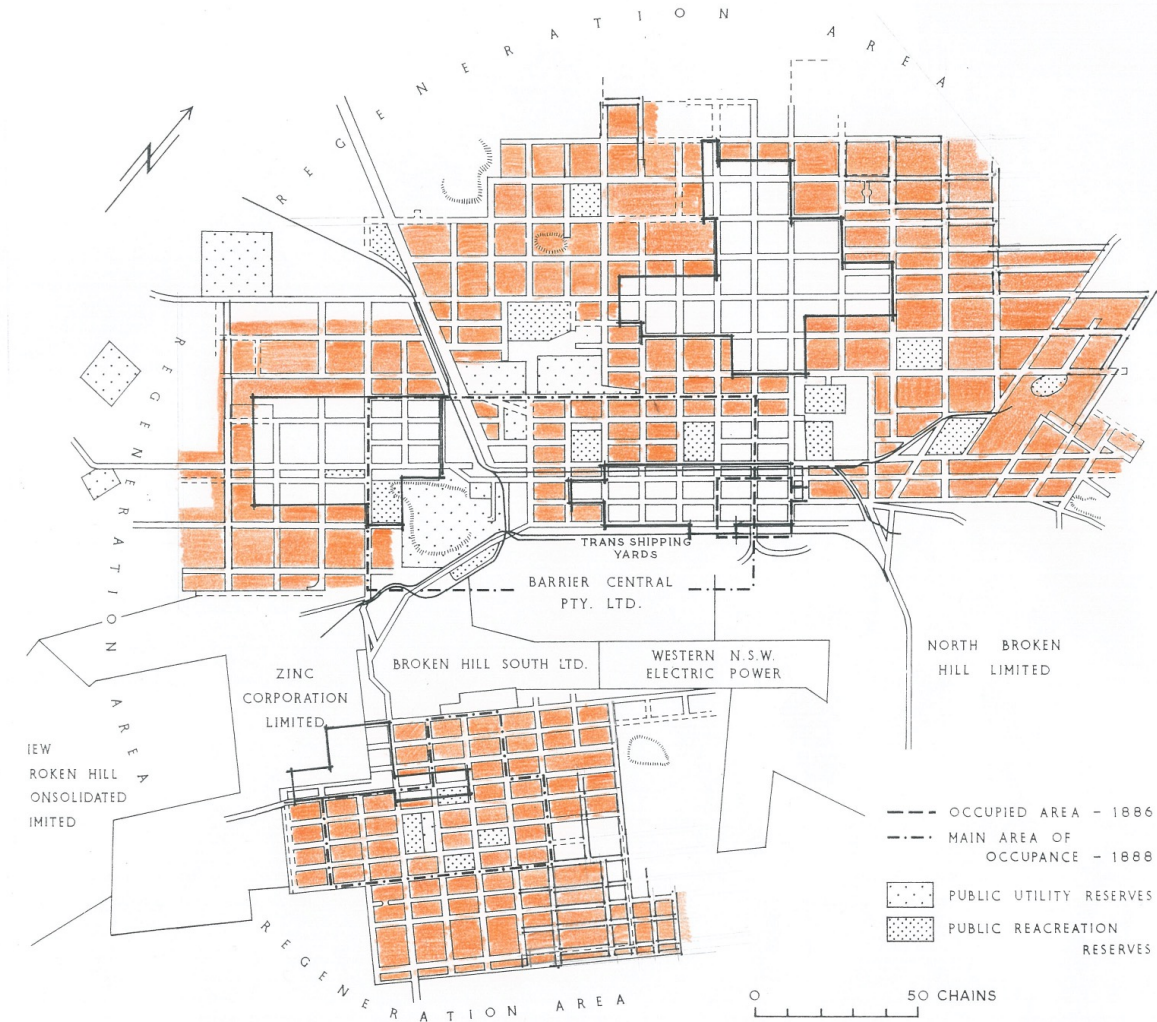 REGENERATION AREA
REGENERATION AREA
TRANS SHIPPING
YARDS
BARRIER CENTRAL
PTY. LTD.
BROKEN HILL SOUTH LTD.
WESTERN N.S.W.
ELECTRIC POWER
NORTH BROKEN
HILL LIMITED
ZINC
CORPORATION
LIMITED
IEW
ROKEN HILL
ONSOLIDATED
IMITED
REGENERATION AREA
OCCUPIED AREA - 1886
MAIN AREA OF
OCCUPANCE - 1888
PUBLIC UTILITY RESERVES
PUBLIC REACREATION
RESERVES
0 50 CHAINS